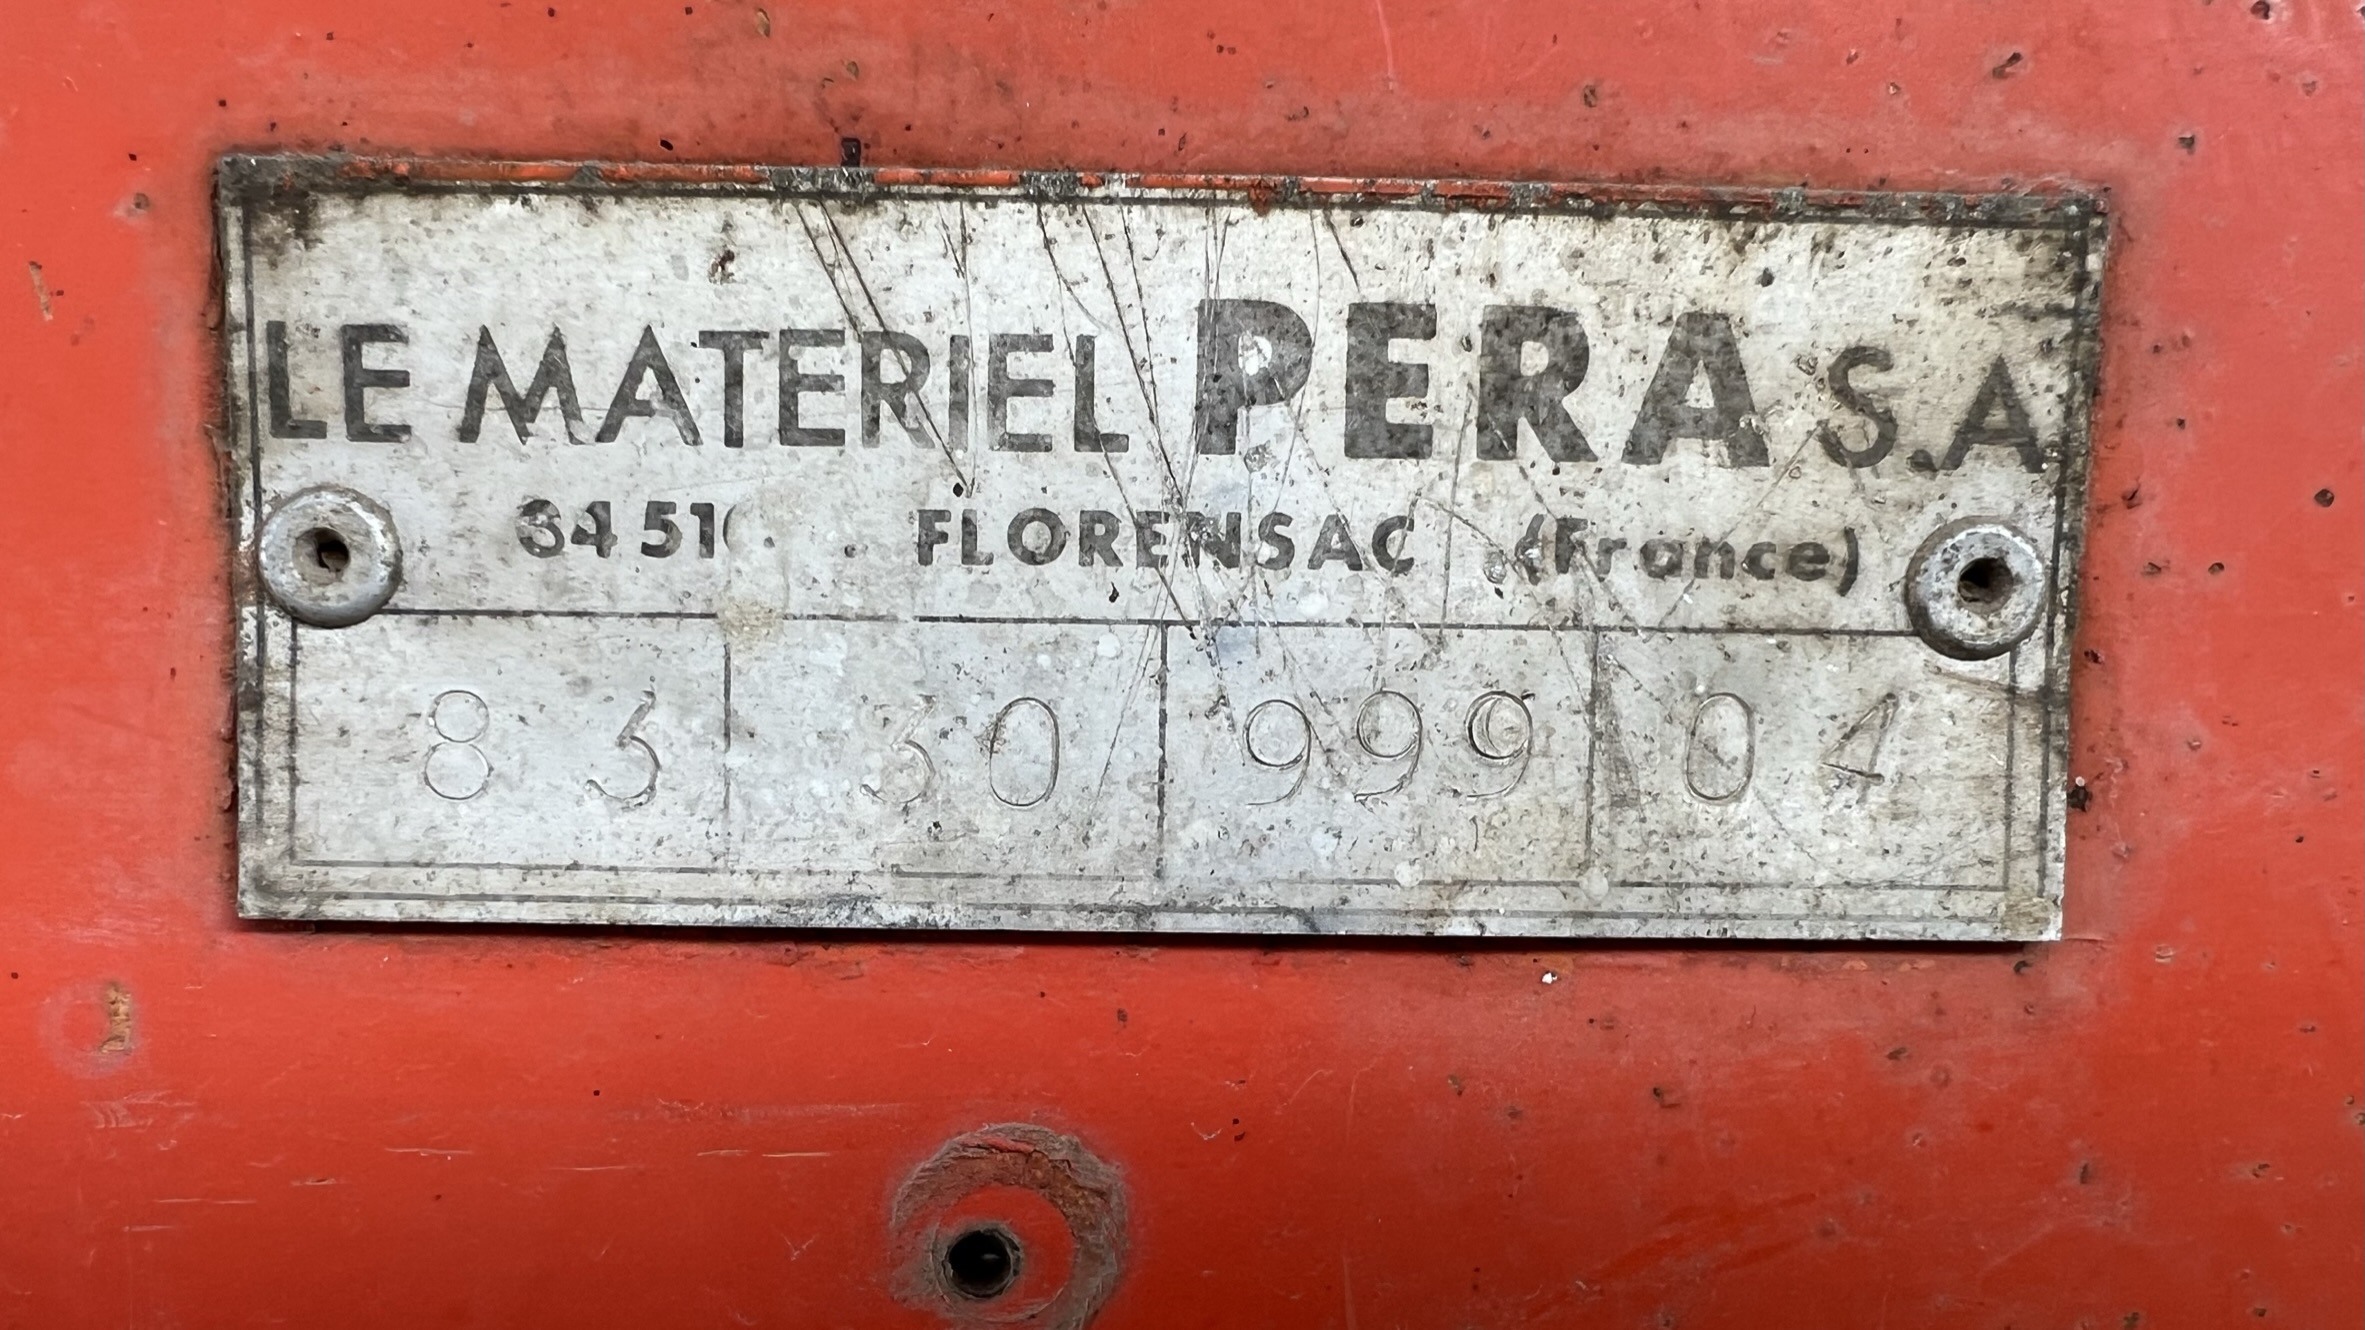 LE MATERIEL PERA S.A
FLORENSAC (France)
8 3 30 999 04